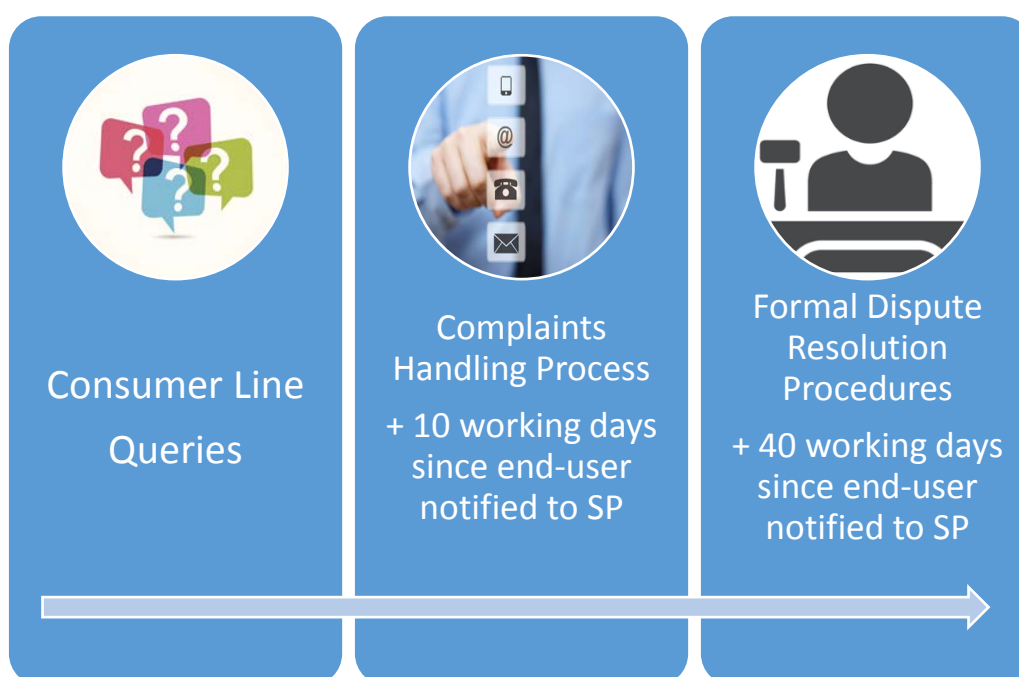 ? ? ? ?
@
Consumer Line
Queries
Complaints
Handling Process
+ 10 working days
since end-user
notified to SP
Formal Dispute
Resolution
Procedures
+ 40 working days
since end-user
notified to SP